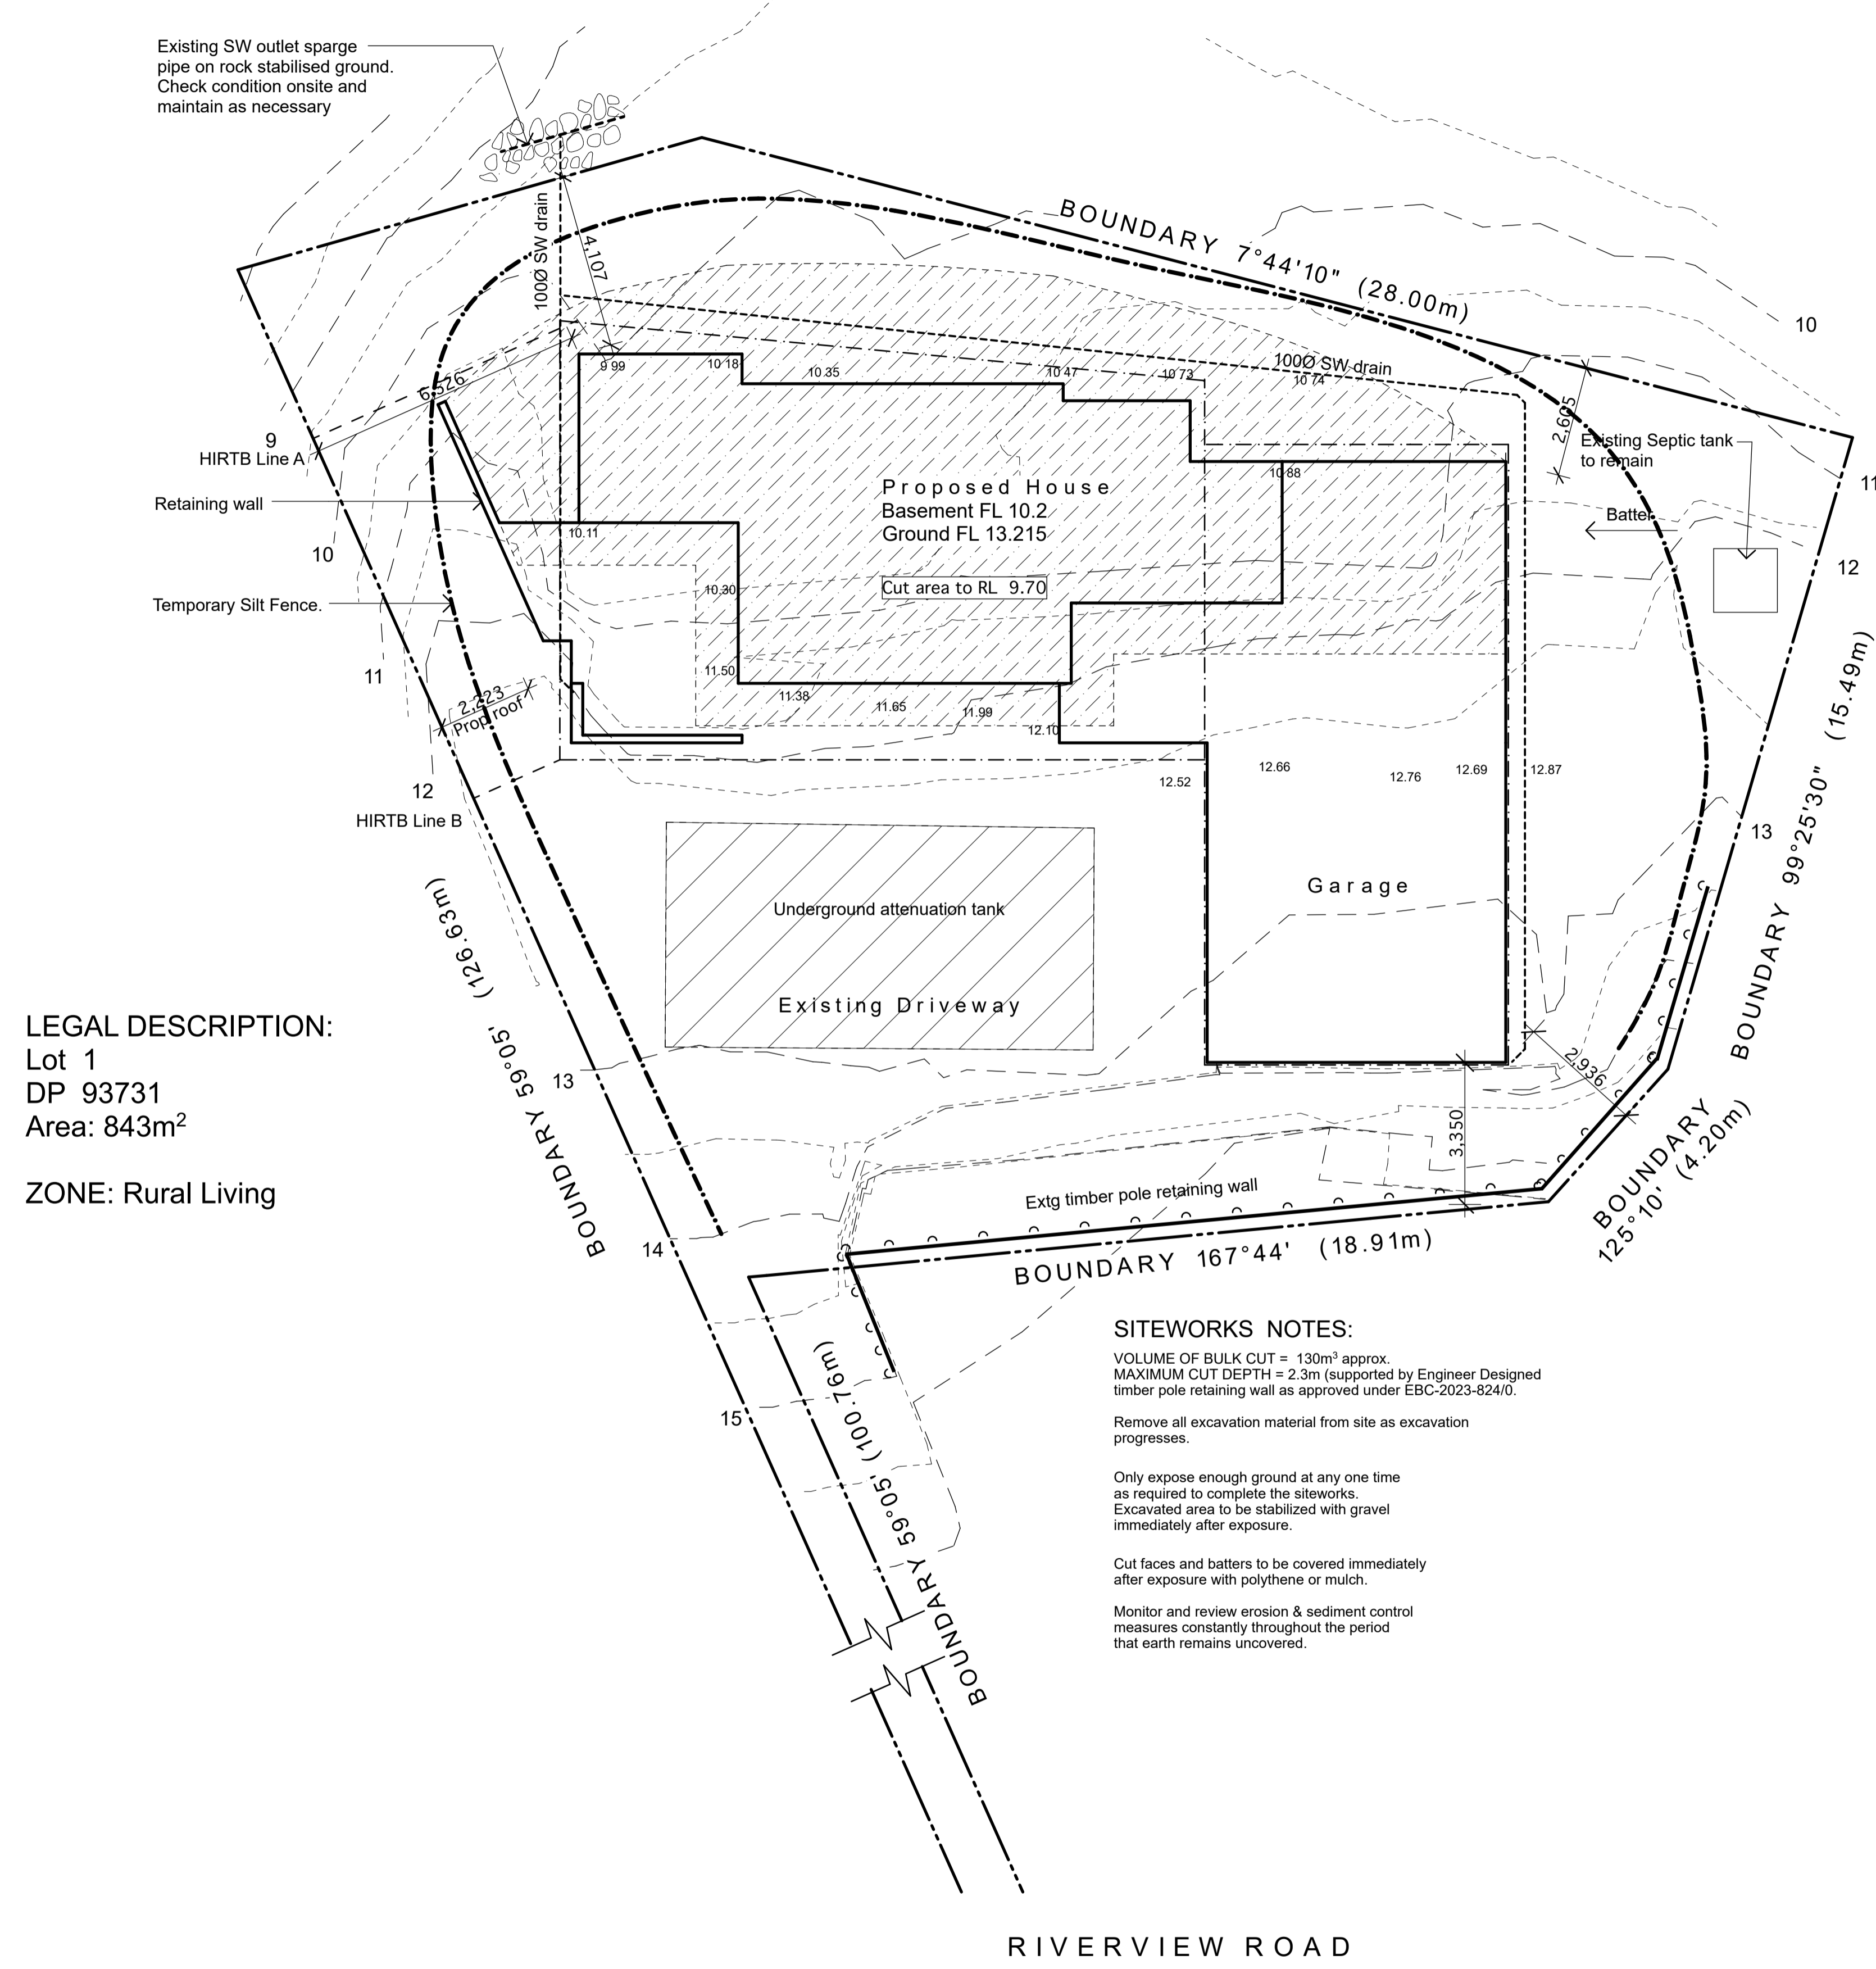 Existing SW outlet sparge
pipe on rock stabilised ground.
Check condition onsite and
maintain as necessary
100Ø SW drain
4,107
BOUNDARY 7°44'10" (28.00m)
10
100Ø SW drain
9 99
10 18
10.35
10 47
10 73
10 74
6,326
2,605
9
HIRTB Line A
Existing Septic tank
to remain
11
10 88
Proposed House
Basement FL 10.2
Ground FL 13.215
Retaining wall
Batter
10.11
10
12
Cut area to RL 9.70
10.30
Temporary Silt Fence.
11
11.50
11.38
11.65
11.99
12.10
2,223
Prop roof
12
HIRTB Line B
12.52
12.66
12.76
12.69
12.87
13
BOUNDARY 99°25'30" (15.49m)
Underground attenuation tank
Garage
Existing Driveway
BOUNDARY 59°05' (126.63m)
LEGAL DESCRIPTION:
Lot 1
DP 93731
Area: 843m²
ZONE: Rural Living
13
2,936
3,350
BOUNDARY
125°10' (4.20m)
Extg timber pole retaining wall
14
BOUNDARY 167°44' (18.91m)
15
BOUNDARY 59°05' (100.76m)
SITEWORKS NOTES:
VOLUME OF BULK CUT = 130m³ approx.
MAXIMUM CUT DEPTH = 2.3m (supported by Engineer Designed
timber pole retaining wall as approved under EBC-2023-824/0.
Remove all excavation material from site as excavation
progresses.
Only expose enough ground at any one time
as required to complete the siteworks.
Excavated area to be stabilized with gravel
immediately after exposure.
Cut faces and batters to be covered immediately
after exposure with polythene or mulch.
Monitor and review erosion & sediment control
measures constantly throughout the period
that earth remains uncovered.
RIVERVIEW ROAD